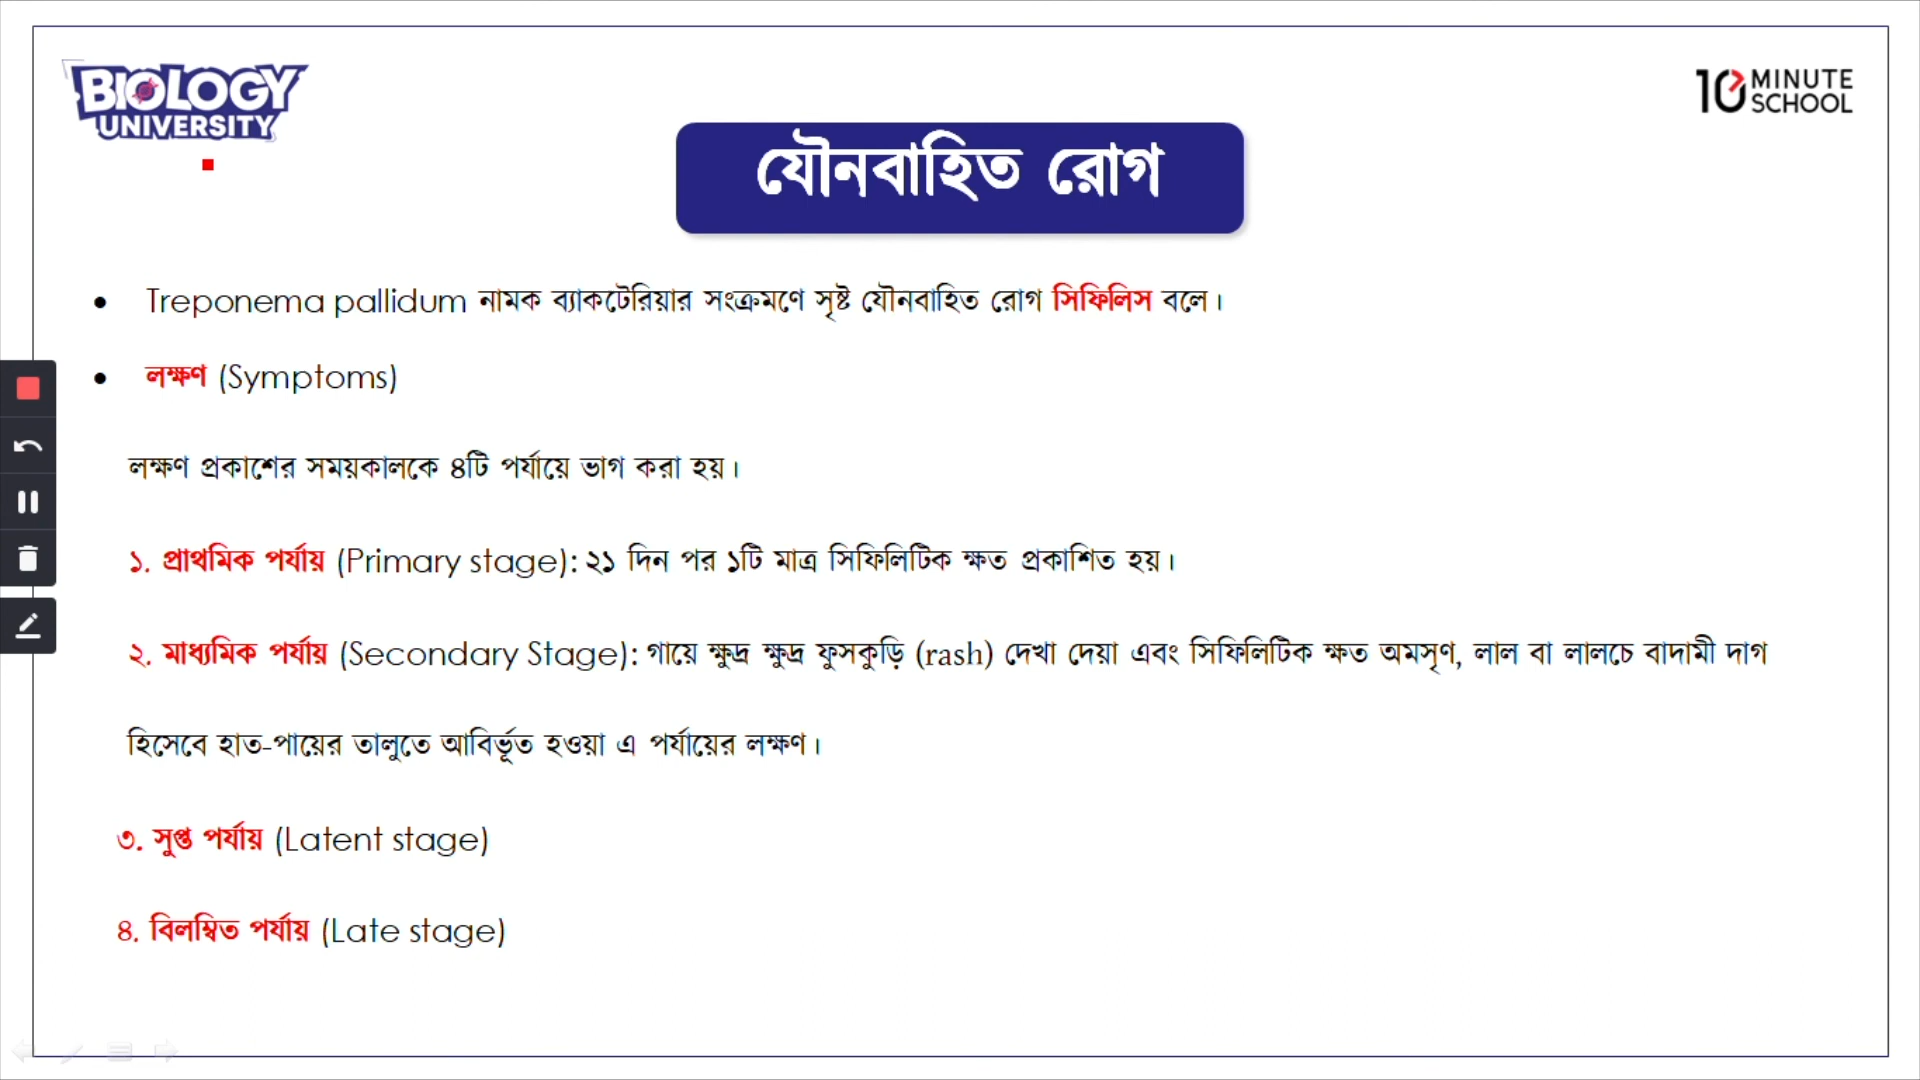 BIOLOGY
UNIVERSITY
10 MINUTE
SCHOOL
যৌনবাহিত রোগ
• Treponema pallidum নামক ব্যাকটেরিয়ার সংক্রমণে সৃষ্ট যৌনবাহিত রোগ সিফিলিস বলে।
• লক্ষণ (Symptoms)
লক্ষণ প্রকাশের সময়কালকে ৪টি পর্যায়ে ভাগ করা হয়।
১. প্রাথমিক পর্যায় (Primary stage): ২১ দিন পর ১টি মাত্র সিফিলিটিক ক্ষত প্রকাশিত হয়।
২. মাধ্যমিক পর্যায় (Secondary Stage): গায়ে ক্ষুদ্র ক্ষুদ্র ফুসকুড়ি (rash) দেখা দেয়া এবং সিফিলিটিক ক্ষত অমসৃণ, লাল বা লালচে বাদামী দাগ
হিসেবে হাত-পায়ের তালুতে আবির্ভূত হওয়া এ পর্যায়ের লক্ষণ।
৩. সুপ্ত পর্যায় (Latent stage)
৪. বিলম্বিত পর্যায় (Late stage)